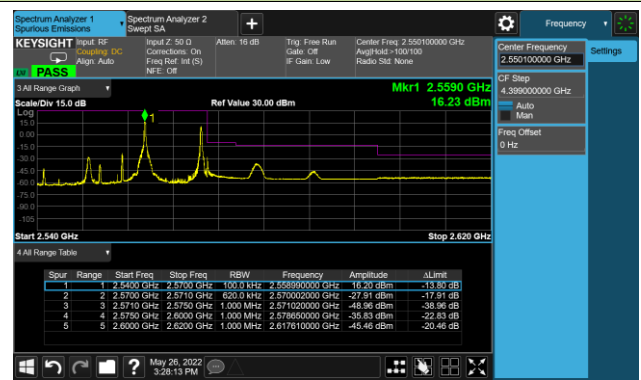 Spectrum Analyzer 1
Spurious Emissions
Spectrum Analyzer 2
Swept SA
Frequency
KEYSIGHT
Input: RF
Coupling: DC
Align: Auto
Input Z: 50 Ω
Corrections: On
Freq Ref: Int (S)
NFE: Off
Atten: 16 dB
Trig: Free Run
Gate: Off
IF Gain: Low
Center Freq: 2.550100000 GHz
Avg|Hold:>100/100
Radio Std: None
PASS
Center Frequency
2.550100000 GHz
Settings
CF Step
4.399000000 GHz
Auto
Man
Freq Offset
0 Hz
3 All Range Graph
Mkr1 2.5590 GHz
Scale/Div 15.0 dB
Ref Value 30.00 dBm
16.23 dBm
Log
15.0
0.00
-15.0
-30.0
-45.0
-60.0
-75.0
-90.0
-105
1
Start 2.540 GHz
Stop 2.620 GHz
4 All Range Table
Spur Range Start Freq Stop Freq RBW Frequency Amplitude ΔLimit
1 1 2.5400 GHz 2.5700 GHz 100.0 kHz 2.558990000 GHz 16.20 dBm -13.80 dB
2 2 2.5700 GHz 2.5710 GHz 620.0 kHz 2.570002000 GHz -27.91 dBm -17.91 dB
3 3 2.5710 GHz 2.5750 GHz 1.000 MHz 2.571020000 GHz -48.96 dBm -38.96 dB
4 4 2.5750 GHz 2.6000 GHz 1.000 MHz 2.578650000 GHz -35.83 dBm -22.83 dB
5 5 2.6000 GHz 2.6200 GHz 1.000 MHz 2.617610000 GHz -45.46 dBm -20.46 dB
May 26, 2022
3:28:13 PM